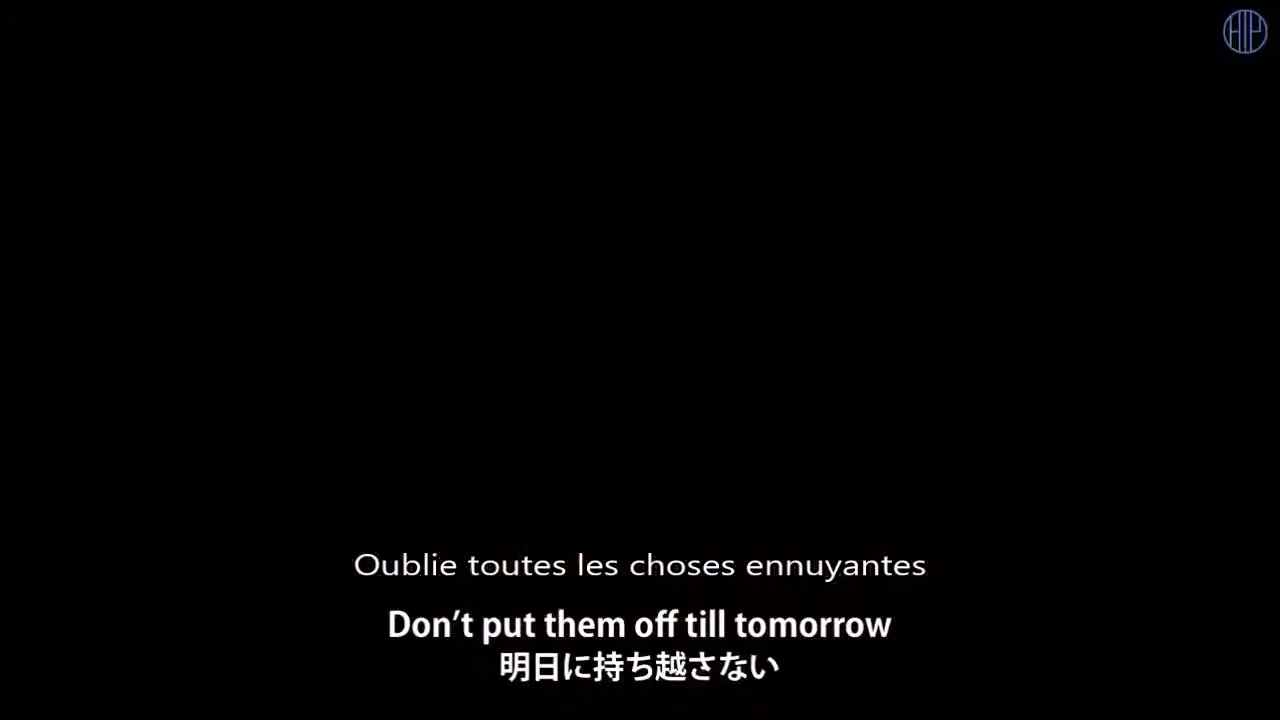 Oublie toutes les choses ennuyantes
Don't put them off till tomorrow
明日に持ち越さない